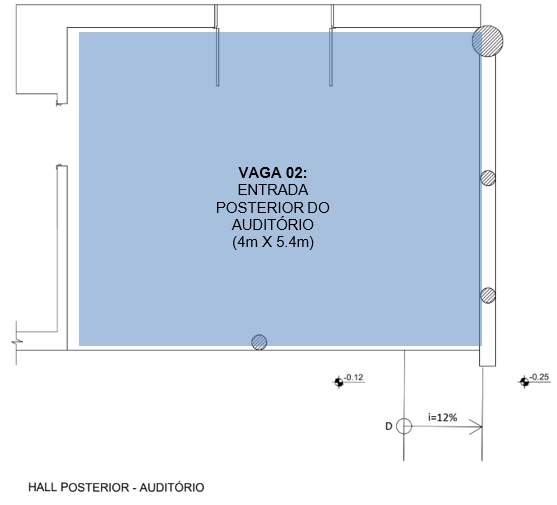 VAGA 02:
ENTRADA
POSTERIOR DO
AUDITÓRIO
(4m X 5.4m)
-0.12
-0.25
D
i=12%
HALL POSTERIOR - AUDITÓRIO